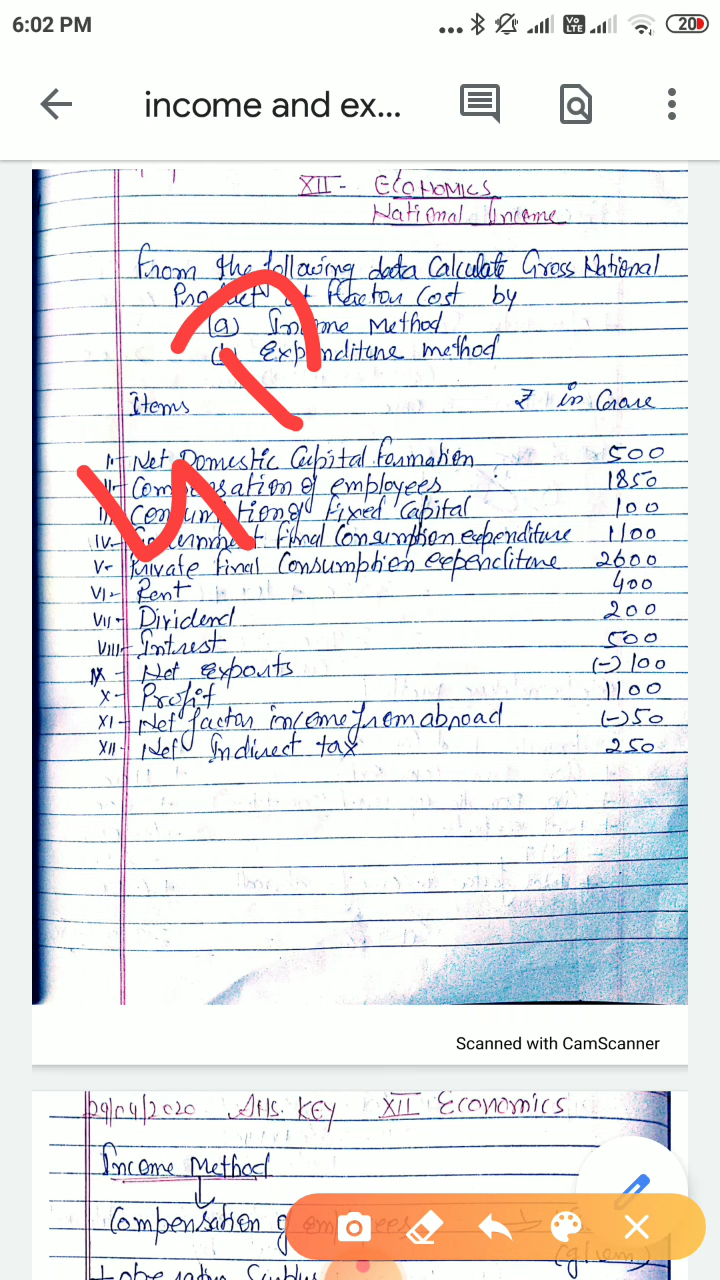 6:02 PM
... Vo LTE 20
income and ex...
XII - Economics
National Income
From the following data Calculate Gross National
Product at Factor Cost by
(a) Income Method
(b) Expenditure method
Items ₹ in Crore
I Net Domestic Capital formation 500
II Compensation of employees 1850
III Consumption of fixed Capital 100
IV Government final Consumption expenditure 1100
V Private final Consumption expenditure 2600
VI Rent 400
VII Dividend 200
VIII Intrest 500
IX Net exports (-) 100
X Profit 1100
XI Net factor income from abroad (-) 50
XII Net Indirect tax 250
Scanned with CamScanner
29/04/2020 Ans. KEY XII Economics
Income Method
Compensation of employees
(given)